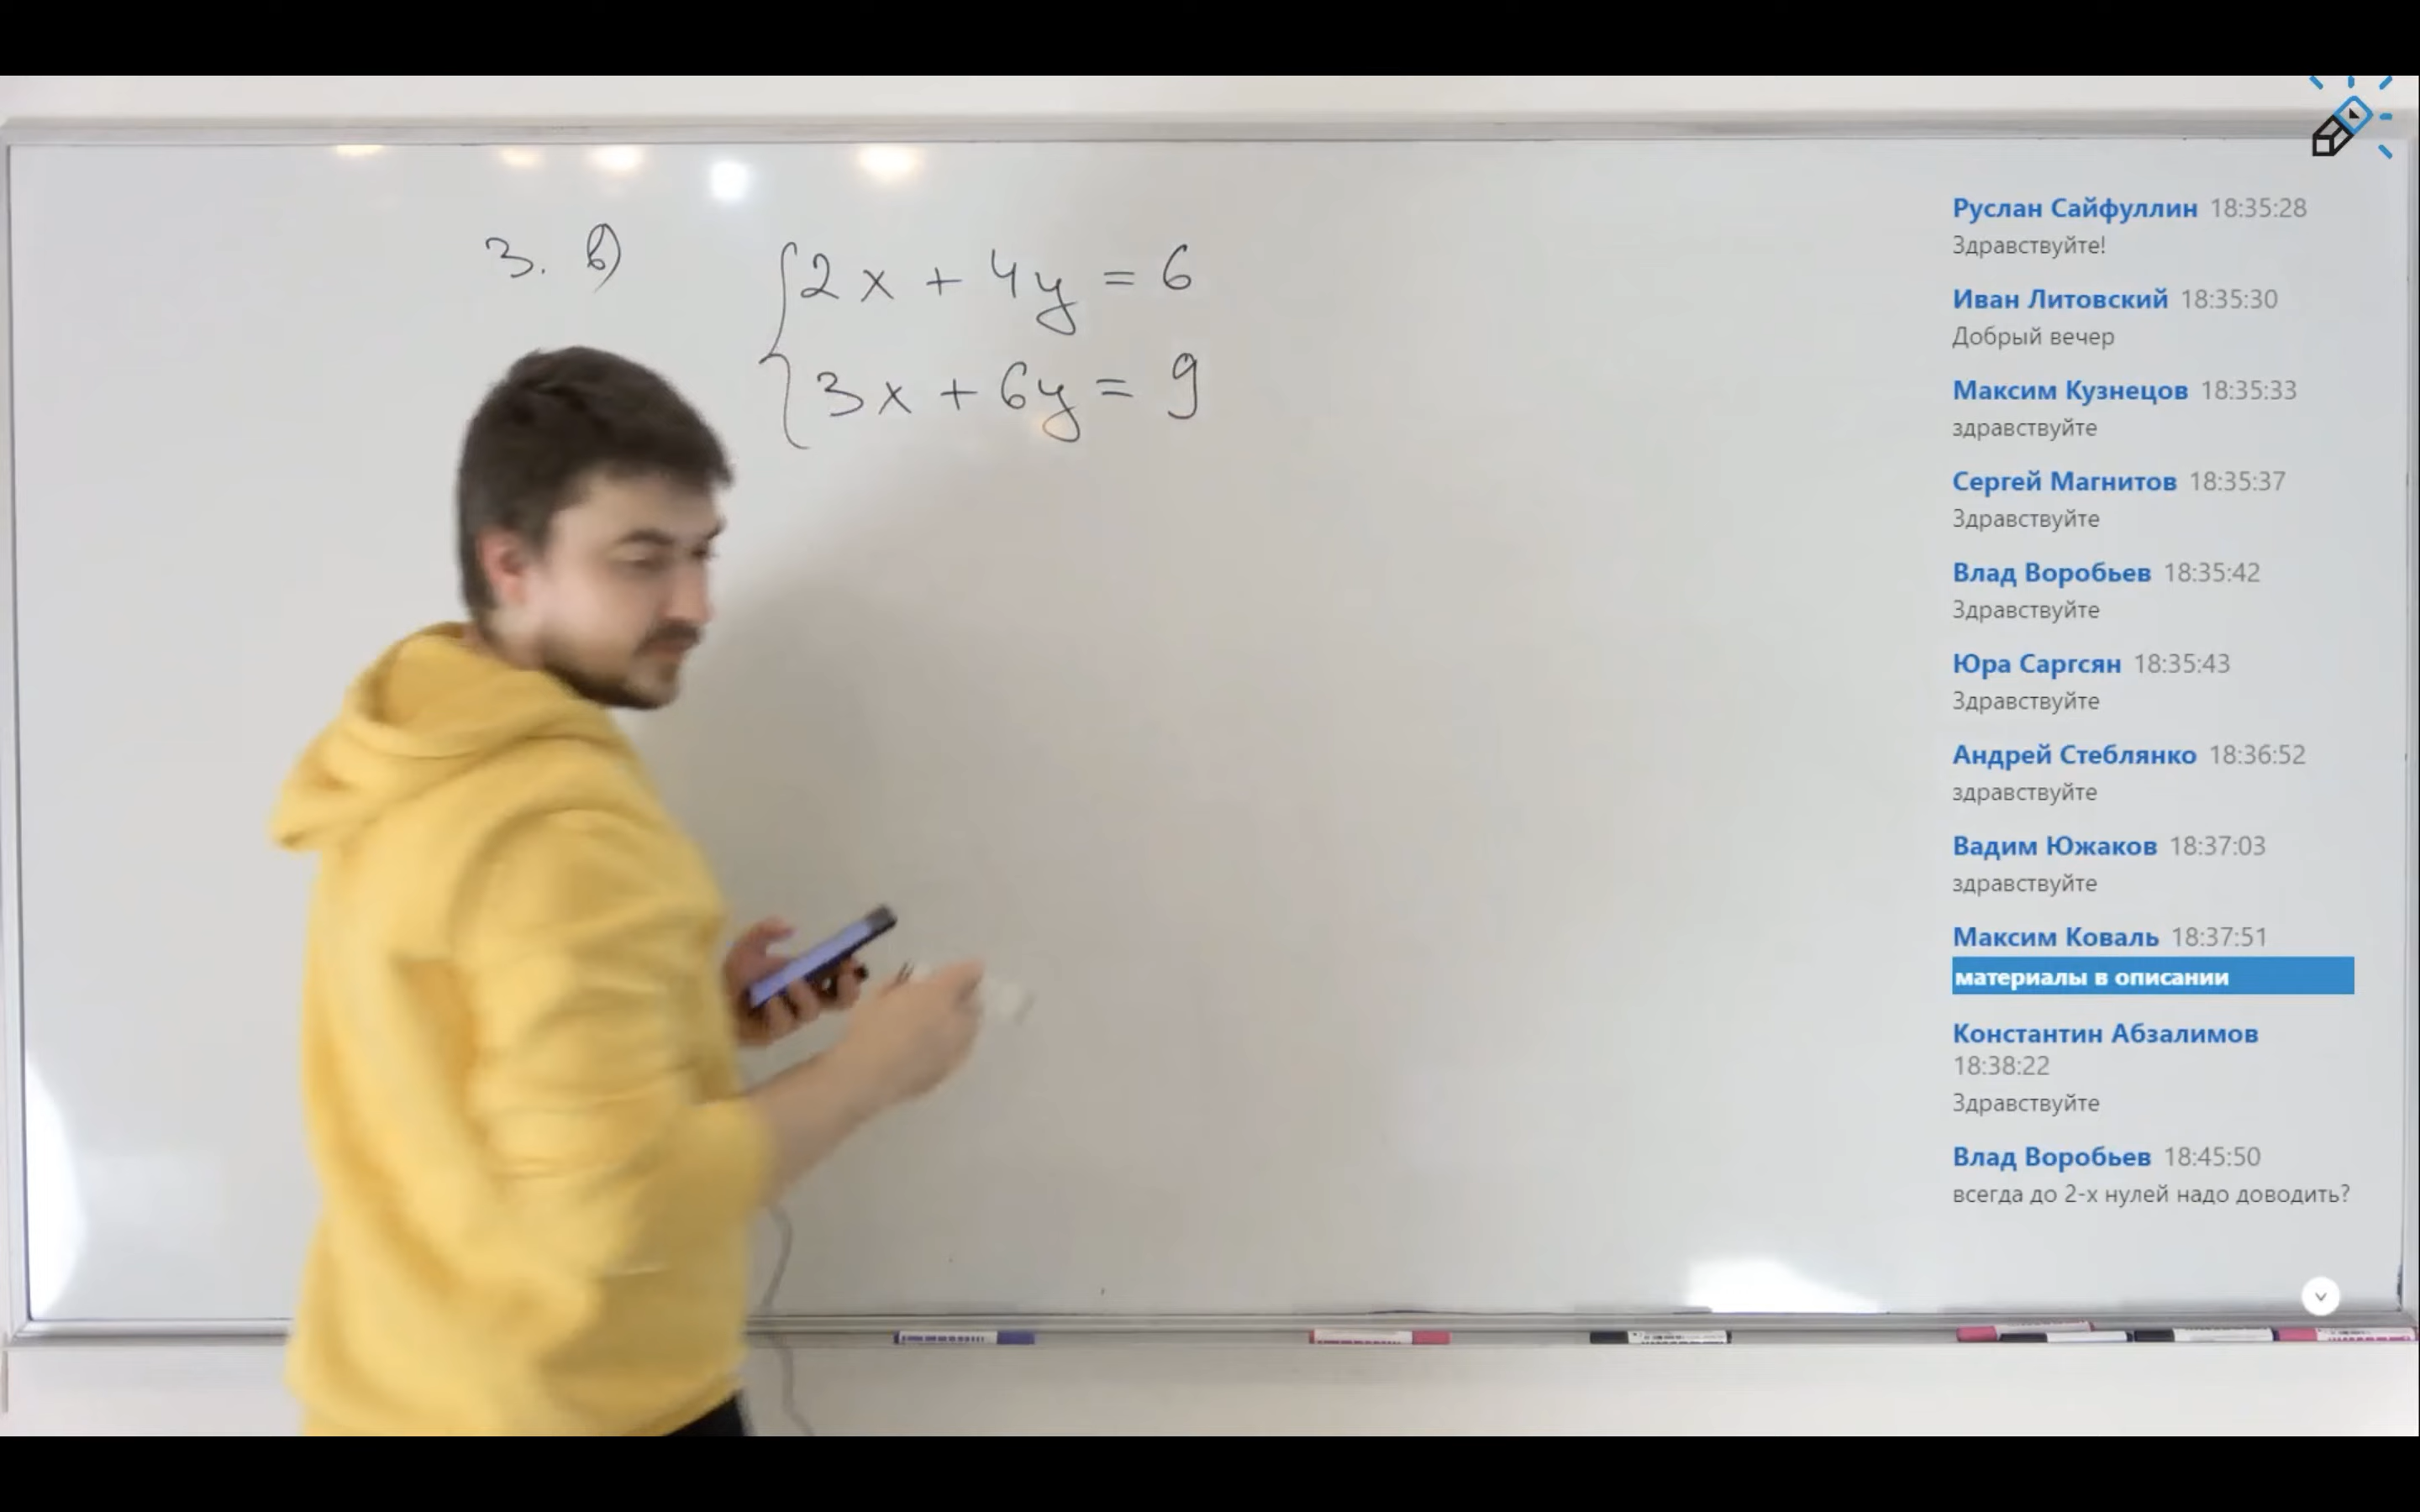 3. в)
2x + 4y = 6
3x + 6y = 9
Руслан Сайфуллин 18:35:28
Здравствуйте!
Иван Литовский 18:35:30
Добрый вечер
Максим Кузнецов 18:35:33
здравствуйте
Сергей Магнитов 18:35:37
Здравствуйте
Влад Воробьев 18:35:42
Здравствуйте
Юра Саргсян 18:35:43
Здравствуйте
Андрей Стеблянко 18:36:52
здравствуйте
Вадим Южаков 18:37:03
здравствуйте
Максим Коваль 18:37:51
материалы в описании
Константин Абзалимов
18:38:22
Здравствуйте
Влад Воробьев 18:45:50
всегда до 2-х нулей надо доводить?